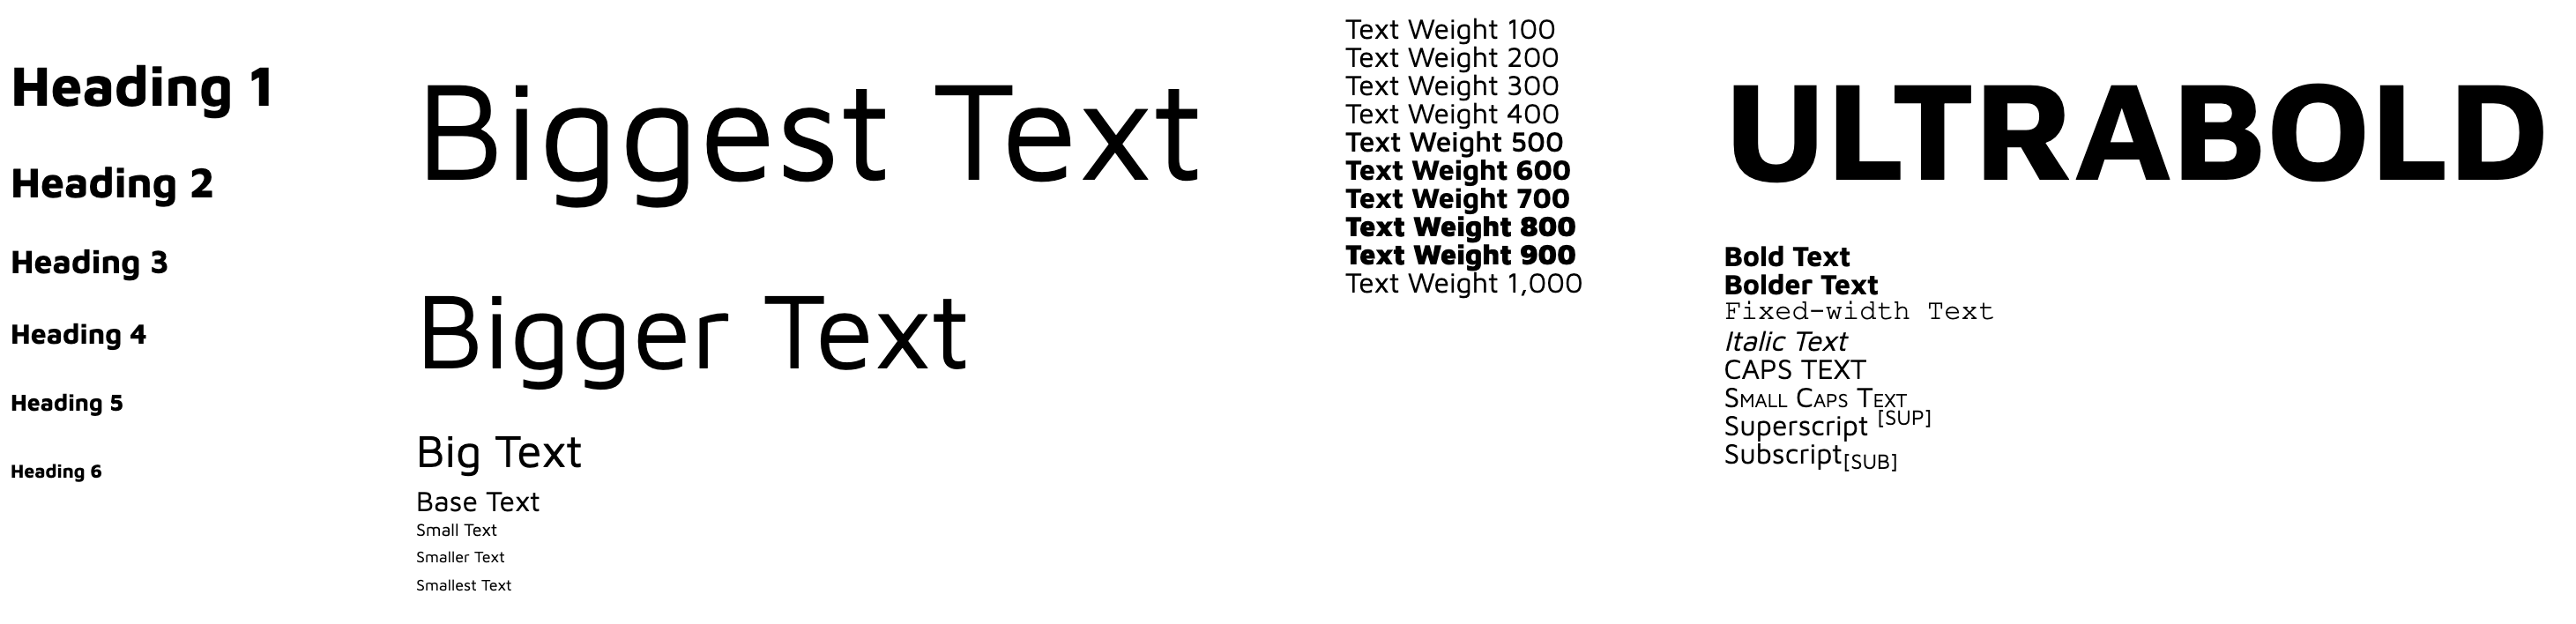 Heading 1
Heading 2
Heading 3
Heading 4
Heading 5
Heading 6
Biggest Text
Bigger Text
Big Text
Base Text
Small Text
Smaller Text
Smallest Text
Text Weight 100
Text Weight 200
Text Weight 300
Text Weight 400
Text Weight 500
Text Weight 600
Text Weight 700
Text Weight 800
Text Weight 900
Text Weight 1,000
ULTRABOLD
Bold Text
Bolder Text
Fixed-width Text
Italic Text
CAPS TEXT
Small Caps Text
Superscript [SUP]
Subscript[SUB]